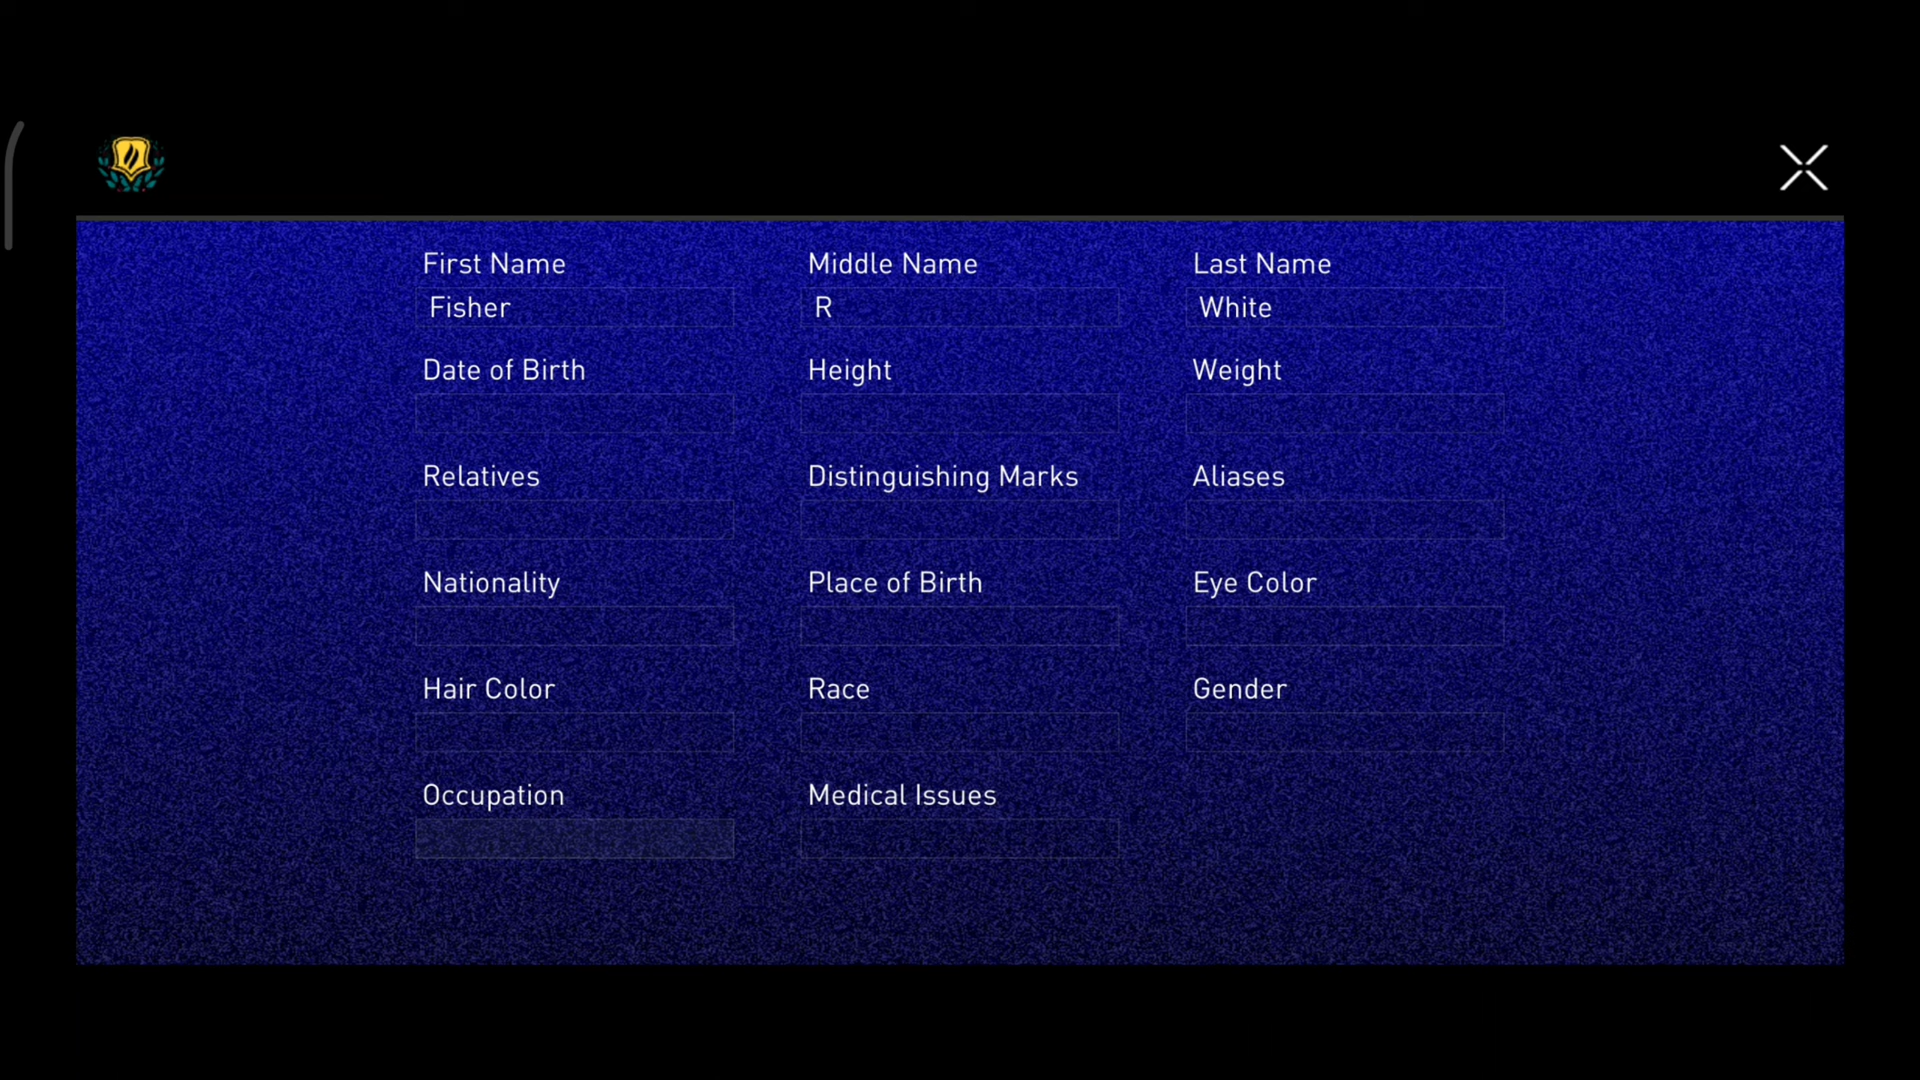 First Name Middle Name Last Name
Fisher R White
Date of Birth Height Weight
Relatives Distinguishing Marks Aliases
Nationality Place of Birth Eye Color
Hair Color Race Gender
Occupation Medical Issues